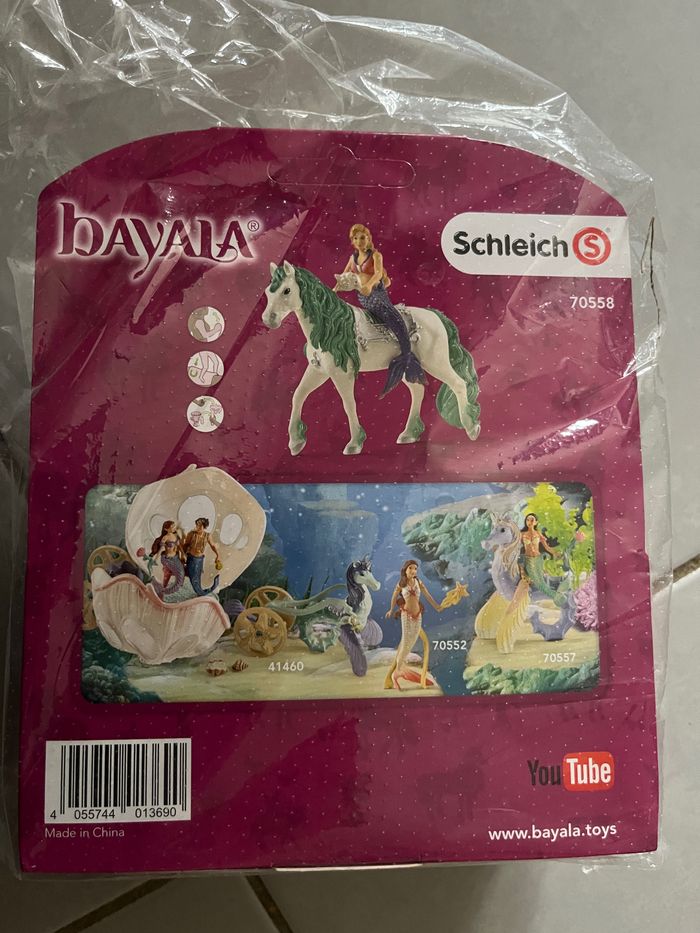 bAYALA®
Schleich S
70558
41460
70552
70557
4 055744 013690
Made in China
YouTube
www.bayala.toys